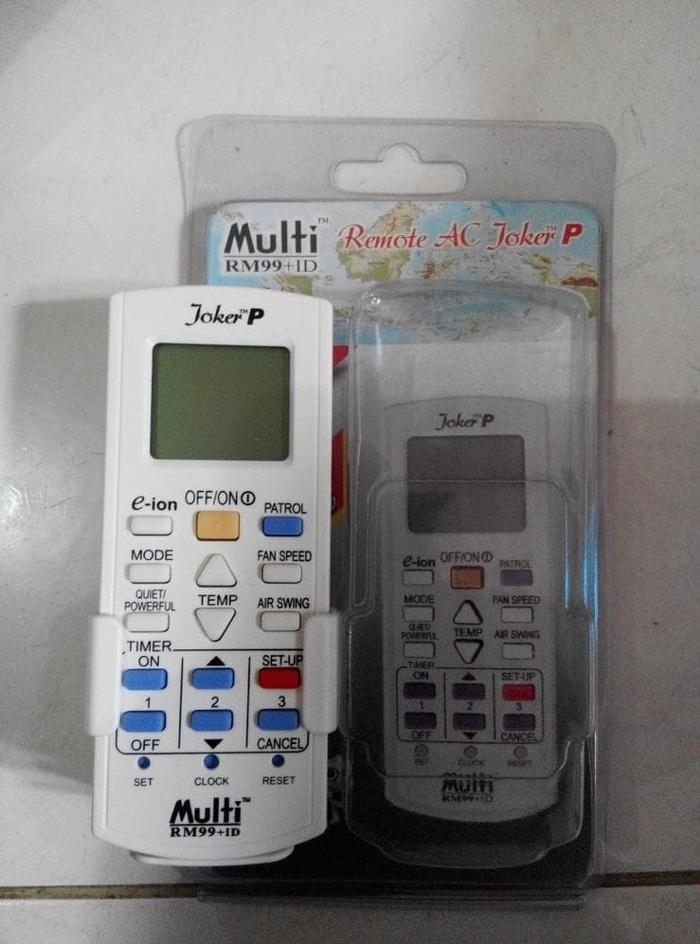 Multi™ Remote AC Joker™ P
RM99+ID
Joker™ P
e-ion OFF/ON PATROL
MODE FAN SPEED
QUIET/
POWERFUL TEMP AIR SWING
TIMER
ON SET-UP
1 2 3
OFF CANCEL
SET CLOCK RESET
Multi™
RM99+ID
Joker™ P
e-ion OFF/ON PATROL
MODE FAN SPEED
QUIET/
POWERFUL TEMP AIR SWING
TIMER
ON SET-UP
1 2 3
OFF CANCEL
SET CLOCK RESET
Multi
RM99+ID